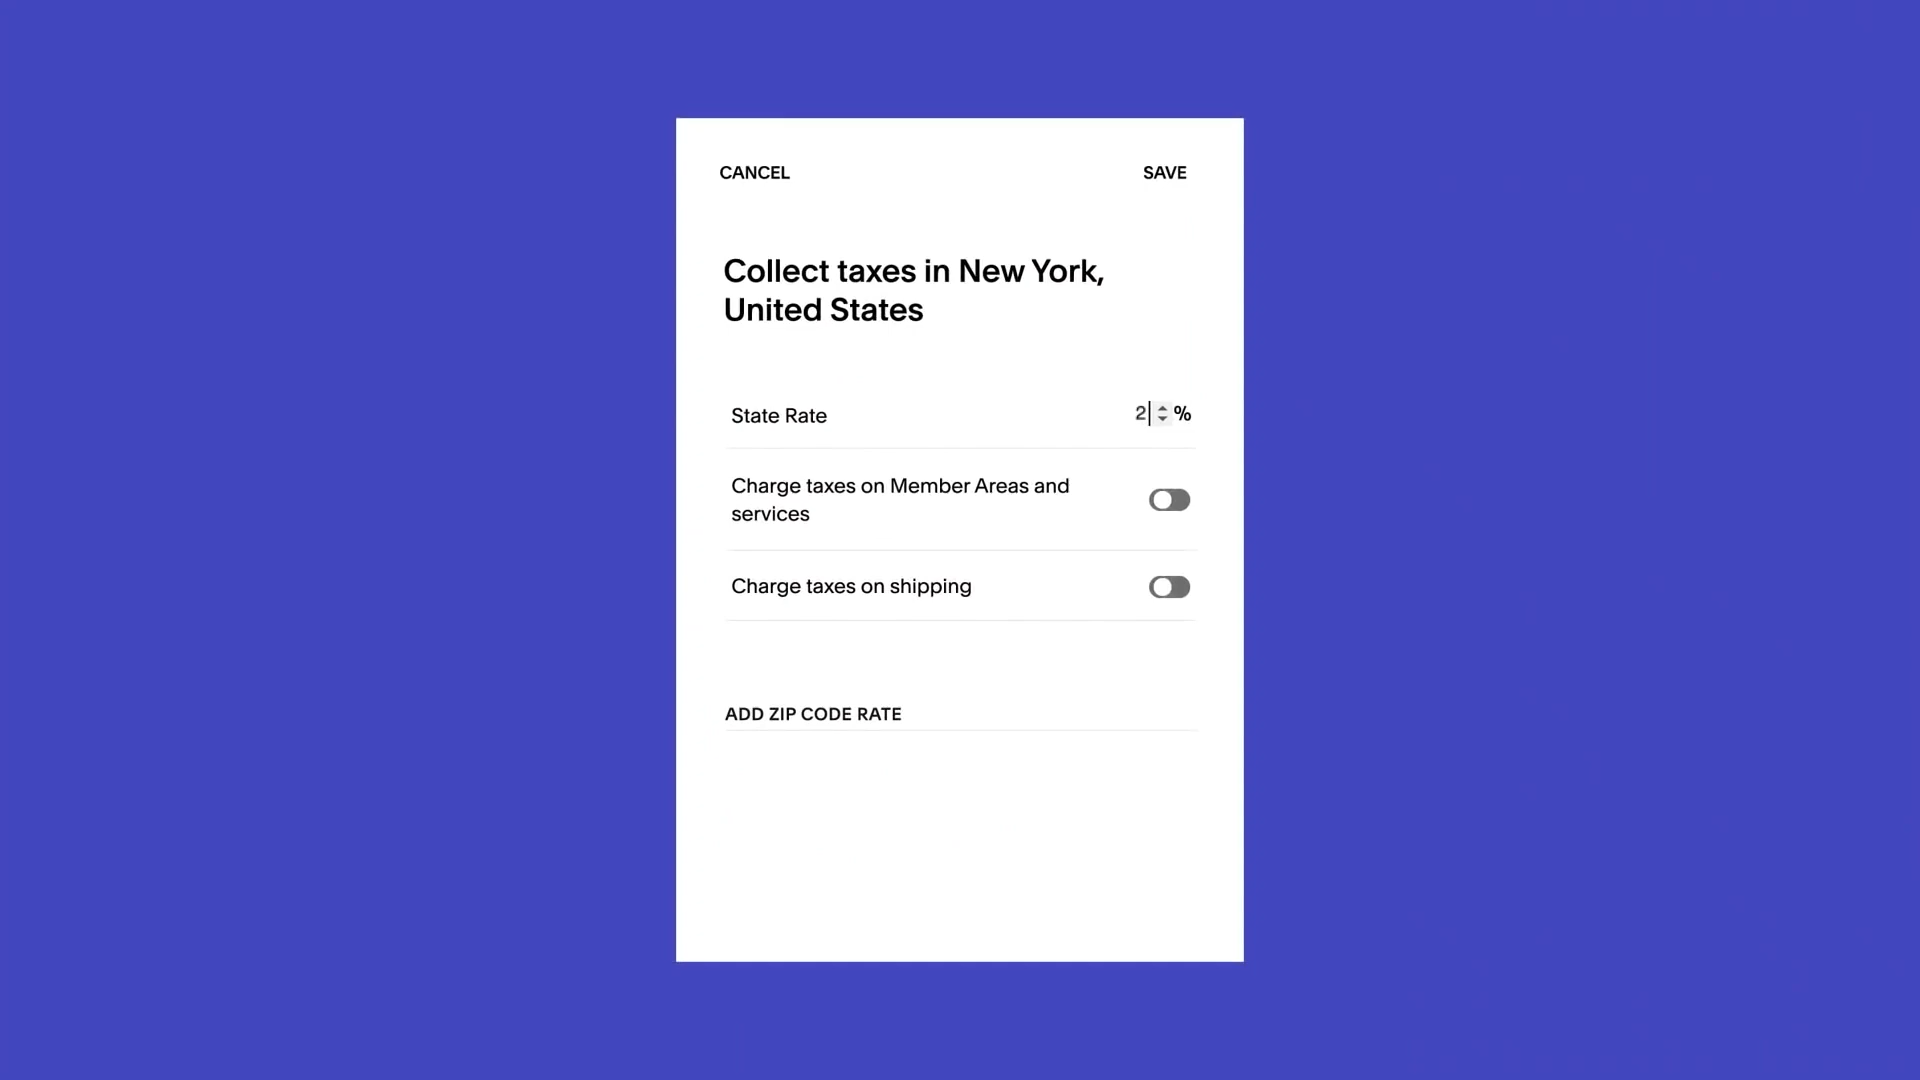 CANCEL
SAVE
Collect taxes in New York,
United States
State Rate
2 %
Charge taxes on Member Areas and
services
Charge taxes on shipping
ADD ZIP CODE RATE